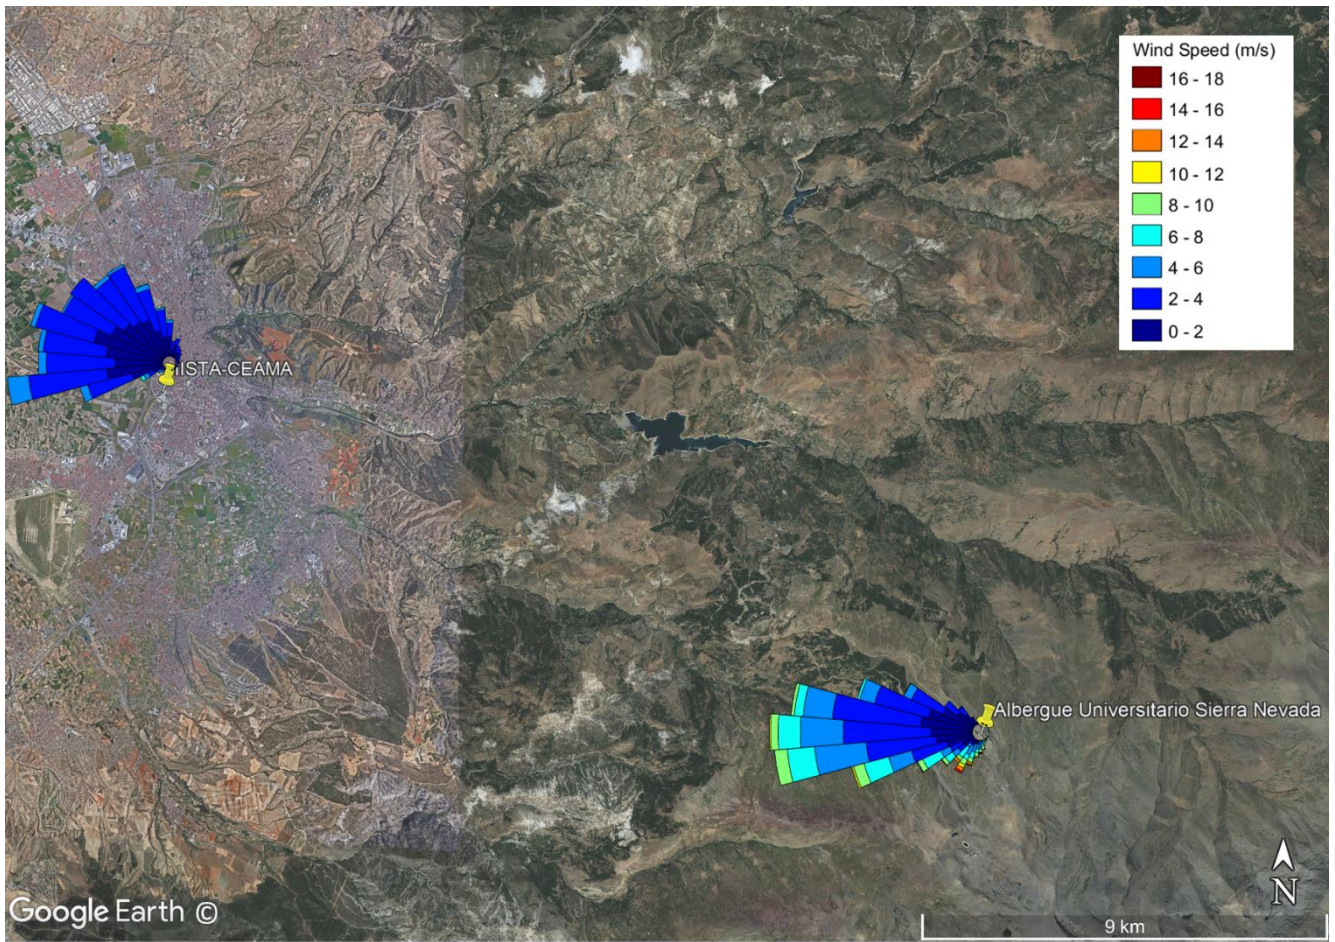 Wind Speed (m/s)
16 - 18
14 - 16
12 - 14
10 - 12
8 - 10
6 - 8
4 - 6
2 - 4
0 - 2
IISTA-CEAMA
Albergue Universitario Sierra Nevada
N
Google Earth ©
9 km